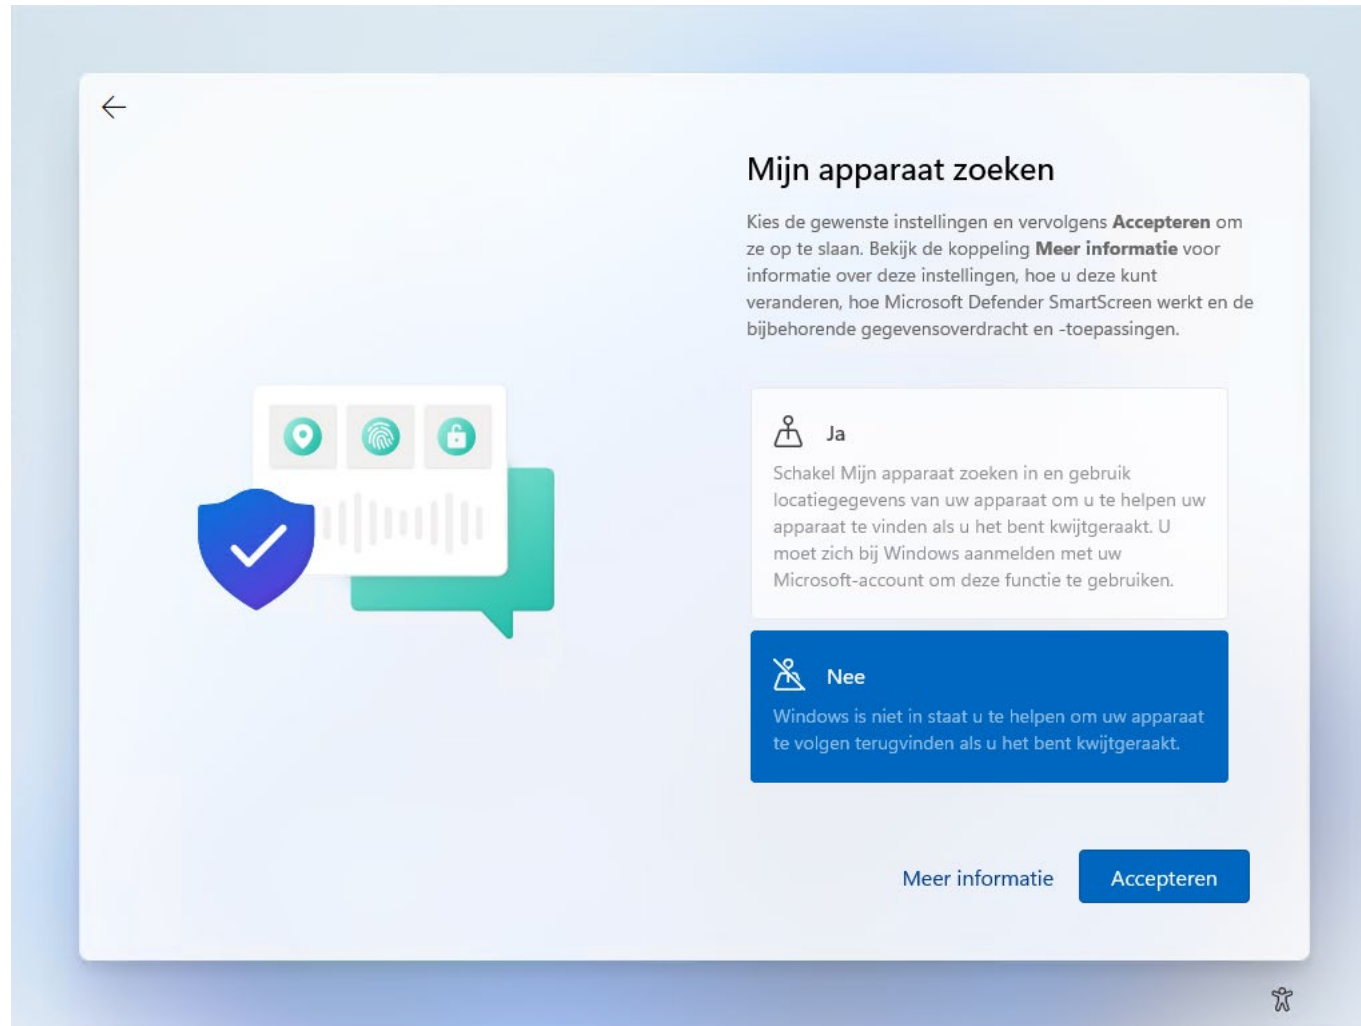 Mijn apparaat zoeken
Kies de gewenste instellingen en vervolgens Accepteren om
ze op te slaan. Bekijk de koppeling Meer informatie voor
informatie over deze instellingen, hoe u deze kunt
veranderen, hoe Microsoft Defender SmartScreen werkt en de
bijbehorende gegevensoverdracht en -toepassingen.
Ja
Schakel Mijn apparaat zoeken in en gebruik
locatiegegevens van uw apparaat om u te helpen uw
apparaat te vinden als u het bent kwijtgeraakt. U
moet zich bij Windows aanmelden met uw
Microsoft-account om deze functie te gebruiken.
Nee
Windows is niet in staat u te helpen om uw apparaat
te volgen terugvinden als u het bent kwijtgeraakt.
Meer informatie
Accepteren